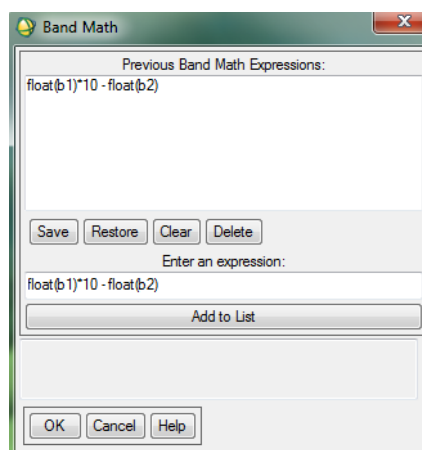 Band Math
Previous Band Math Expressions:
float(b1)*10 - float(b2)
Save Restore Clear Delete
Enter an expression:
float(b1)*10 - float(b2)
Add to List
OK Cancel Help